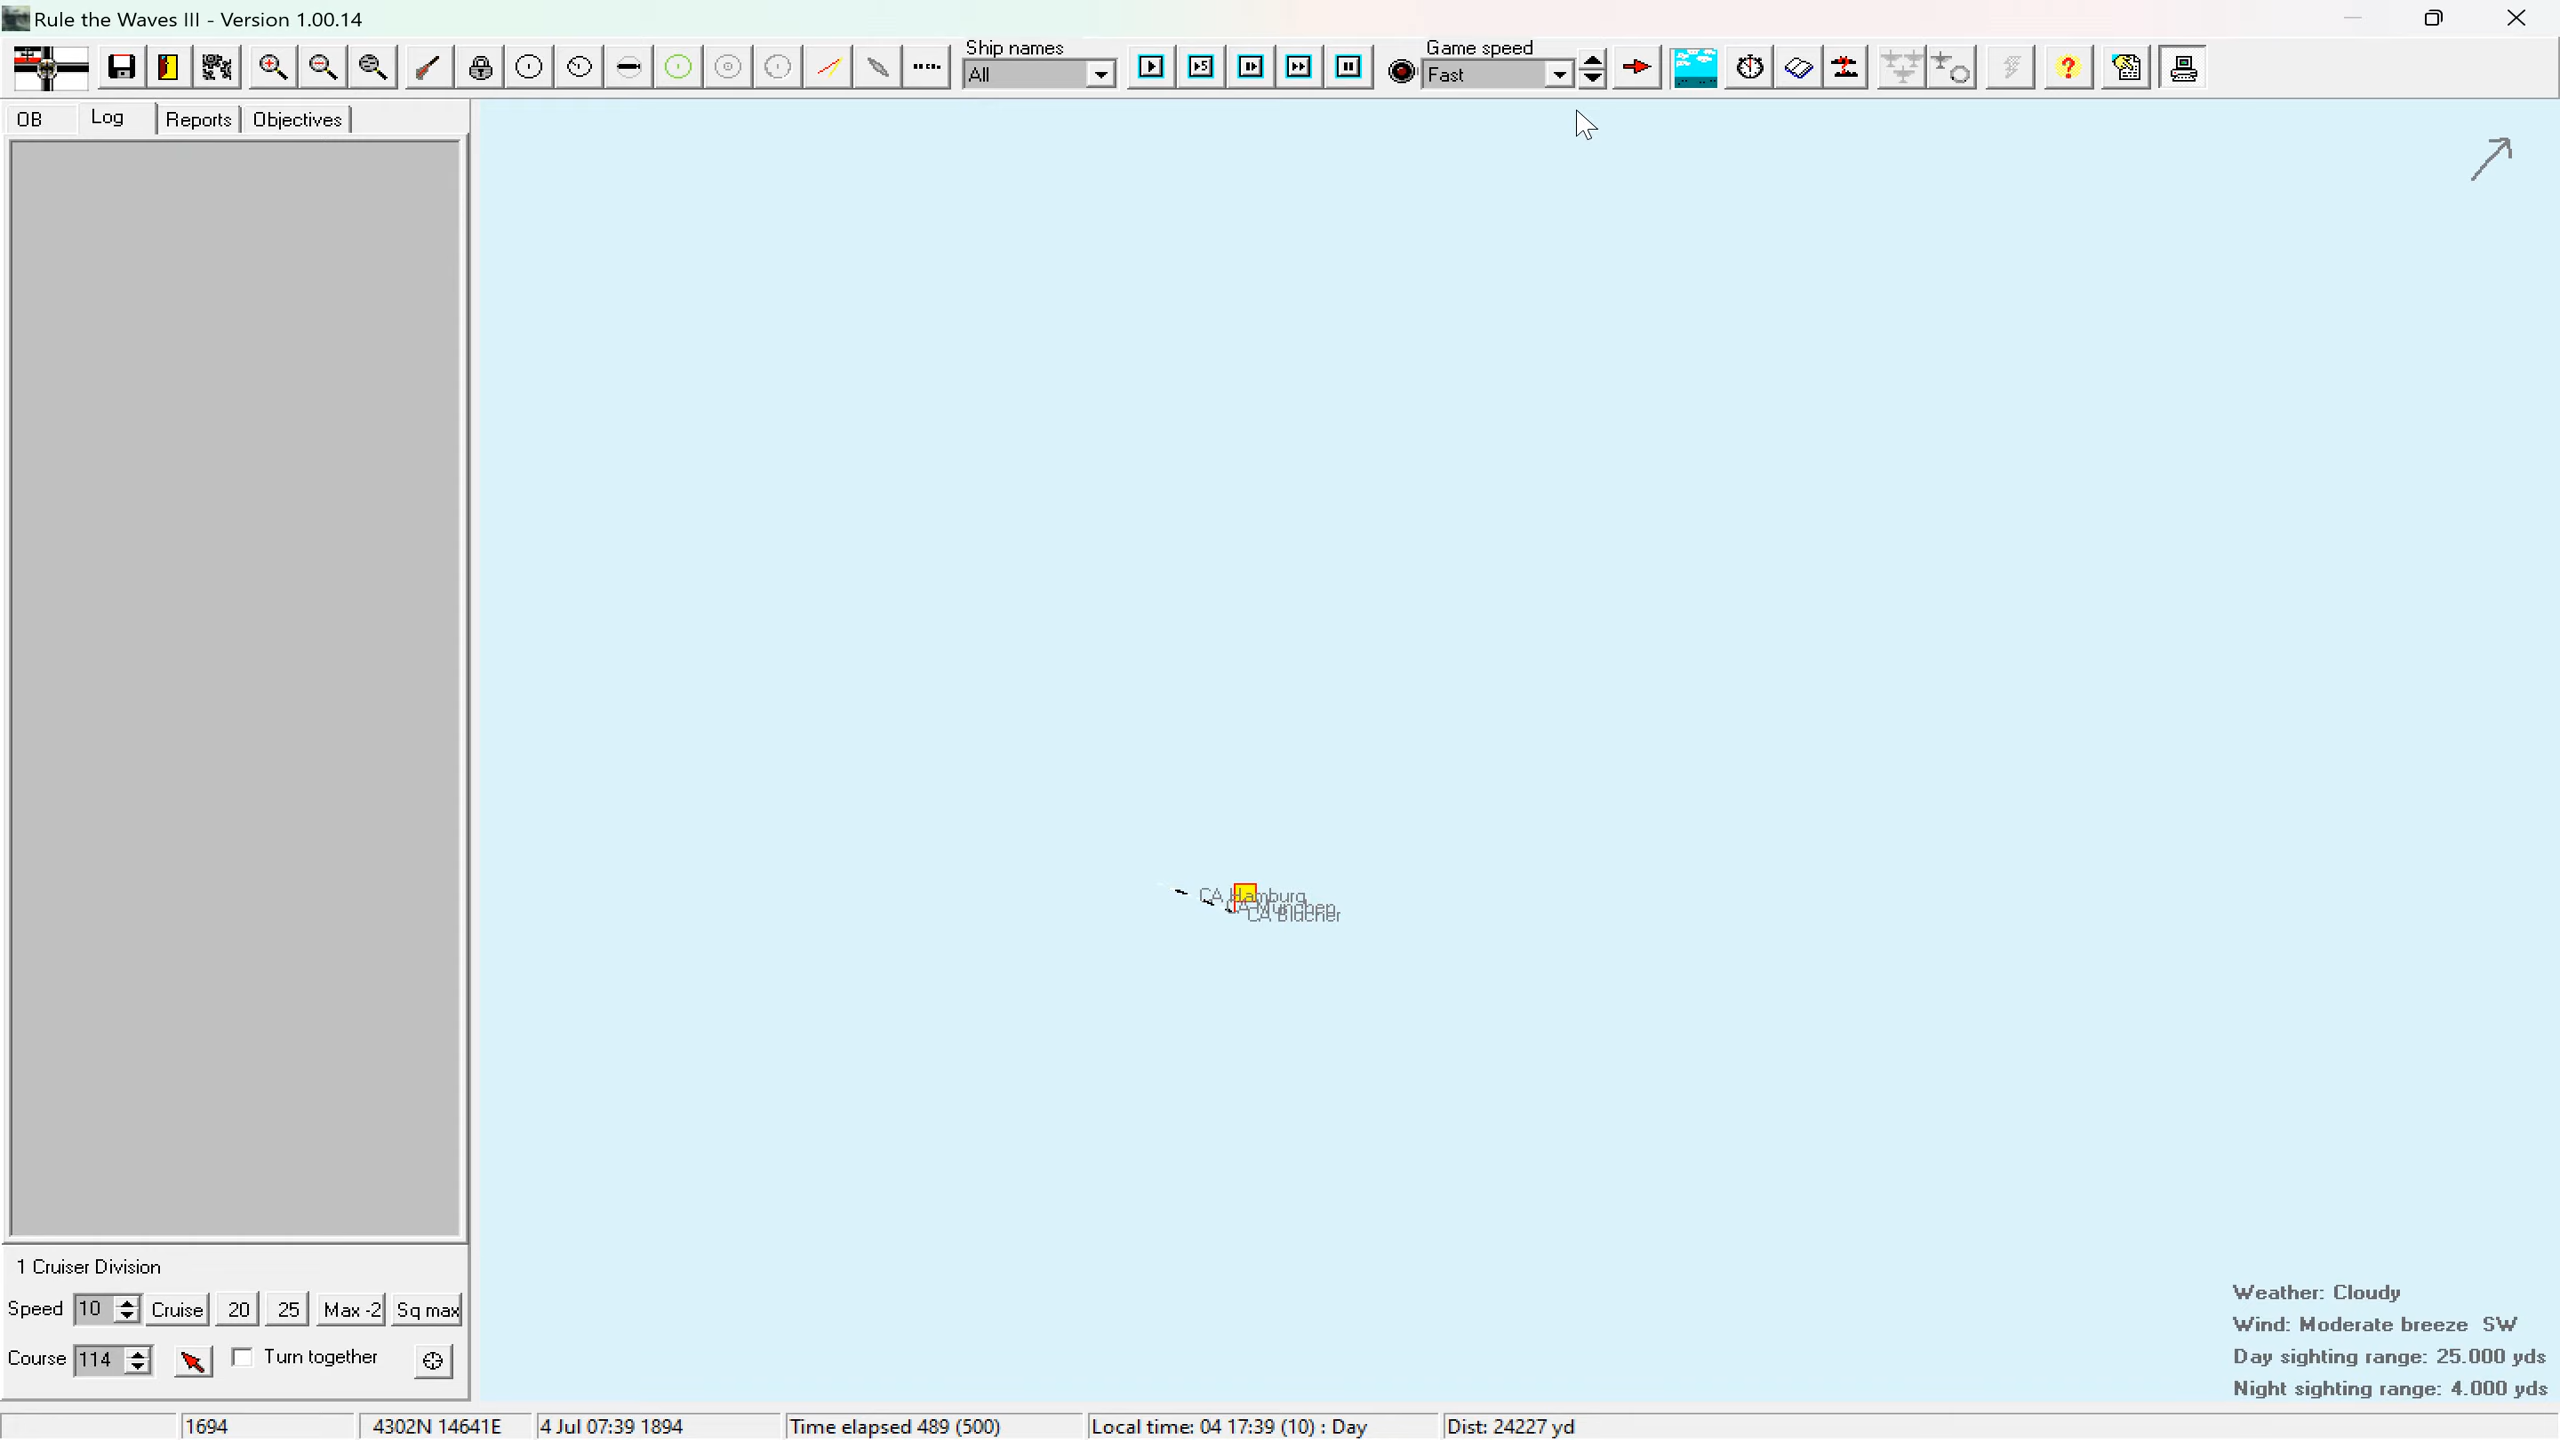 Rule the Waves III - Version 1.00.14
Ship names
All
Game speed
Fast
OB
Log
Reports
Objectives
CA Hamburg
CA München
CA Blücher
1 Cruiser Division
Speed 10 Cruise 20 25 Max -2 Sq max
Course 114 Turn together
Weather: Cloudy
Wind: Moderate breeze SW
Day sighting range: 25.000 yds
Night sighting range: 4.000 yds
1694
4302N 14641E
4 Jul 07:39 1894
Time elapsed 489 (500)
Local time: 04 17:39 (10) : Day
Dist: 24227 yd